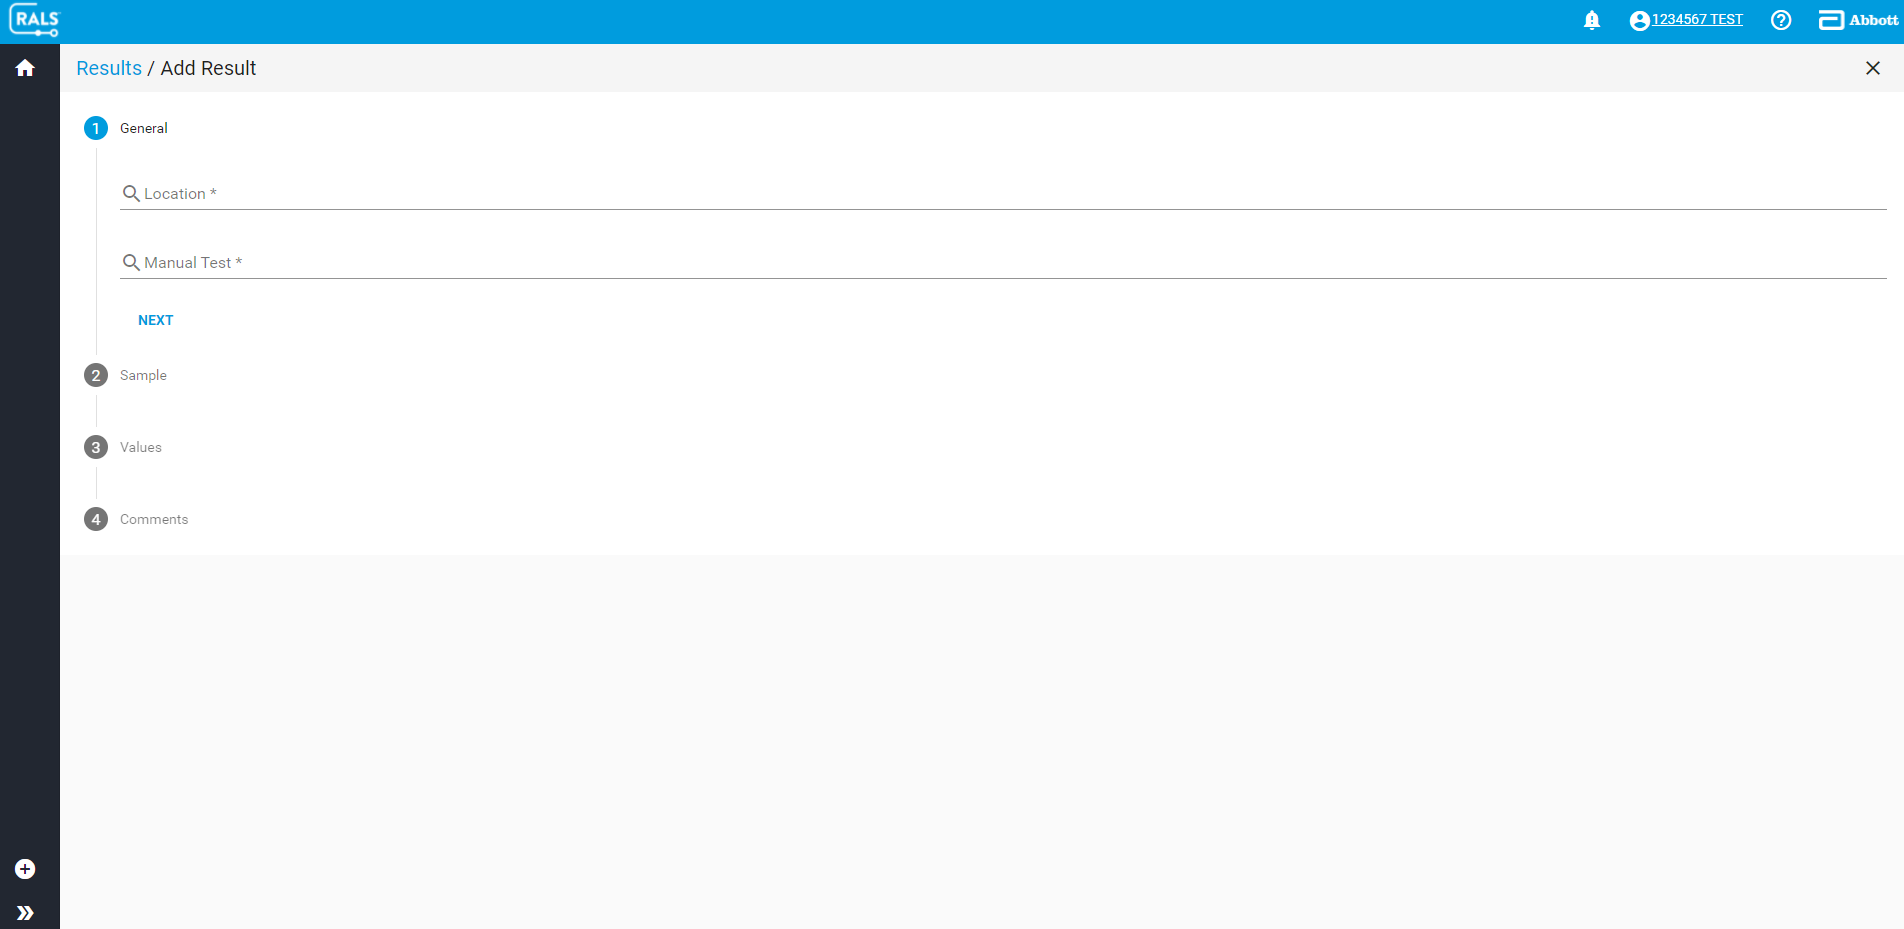 RALS
1234567 TEST
Abbott
Results / Add Result
1 General
Location *
Manual Test *
NEXT
2 Sample
3 Values
4 Comments